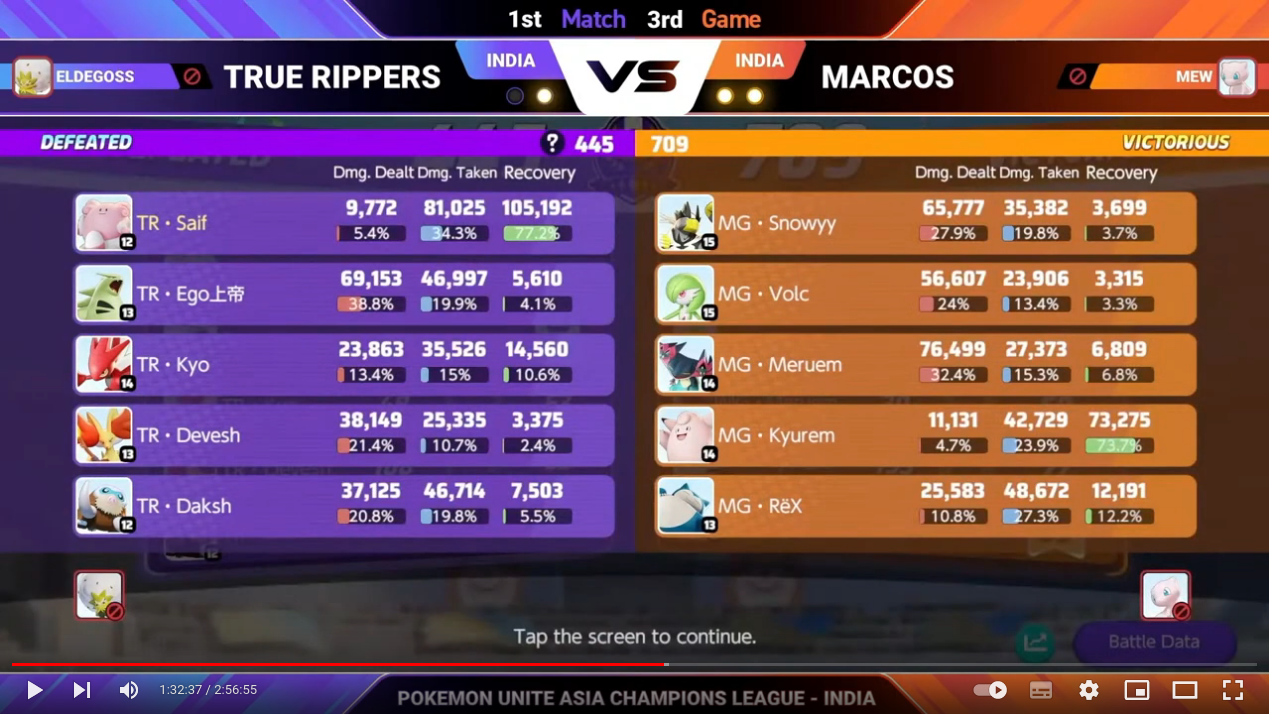 1st Match 3rd Game
ELDEGOSS
TRUE RIPPERS
INDIA
VS
INDIA
MARCOS
MEW
DEFEATED
? 445
709
VICTORIOUS
Dmg. Dealt Dmg. Taken Recovery
12 TR・Saif 9,772 81,025 105,192
5.4% 34.3% 77.2%
13 TR・Ego上帝 69,153 46,997 5,610
38.8% 19.9% 4.1%
14 TR・Kyo 23,863 35,526 14,560
13.4% 15% 10.6%
13 TR・Devesh 38,149 25,335 3,375
21.4% 10.7% 2.4%
12 TR・Daksh 37,125 46,714 7,503
20.8% 19.8% 5.5%
Dmg. Dealt Dmg. Taken Recovery
15 MG・Snowyy 65,777 35,382 3,699
27.9% 19.8% 3.7%
15 MG・Volc 56,607 23,906 3,315
24% 13.4% 3.3%
14 MG・Meruem 76,499 27,373 6,809
32.4% 15.3% 6.8%
14 MG・Kyurem 11,131 42,729 73,275
4.7% 23.9% 73.7%
13 MG・RëX 25,583 48,672 12,191
10.8% 27.3% 12.2%
Tap the screen to continue.
Battle Data
1:32:37 / 2:56:55
POKEMON UNITE ASIA CHAMPIONS LEAGUE - INDIA